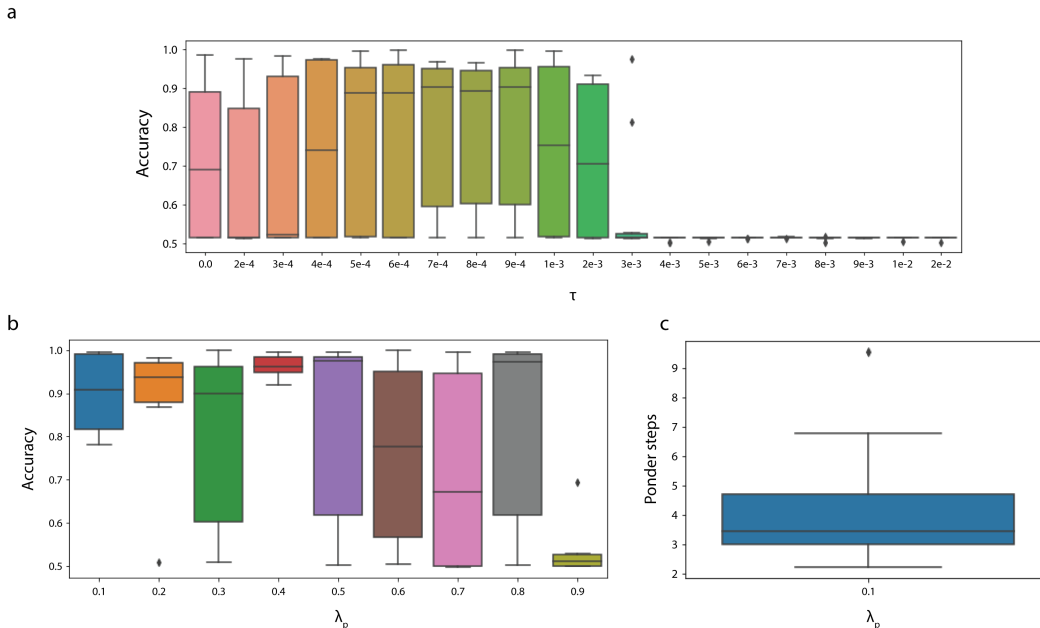 a
Accuracy
1.0
0.9
0.8
0.7
0.6
0.5
0.0 2e-4 3e-4 4e-4 5e-4 6e-4 7e-4 8e-4 9e-4 1e-3 2e-3 3e-3 4e-3 5e-3 6e-3 7e-3 8e-3 9e-3 1e-2 2e-2
τ
b
Accuracy
1.0
0.9
0.8
0.7
0.6
0.5
0.1 0.2 0.3 0.4 0.5 0.6 0.7 0.8 0.9
λp
c
Ponder steps
9
8
7
6
5
4
3
2
0.1
λp